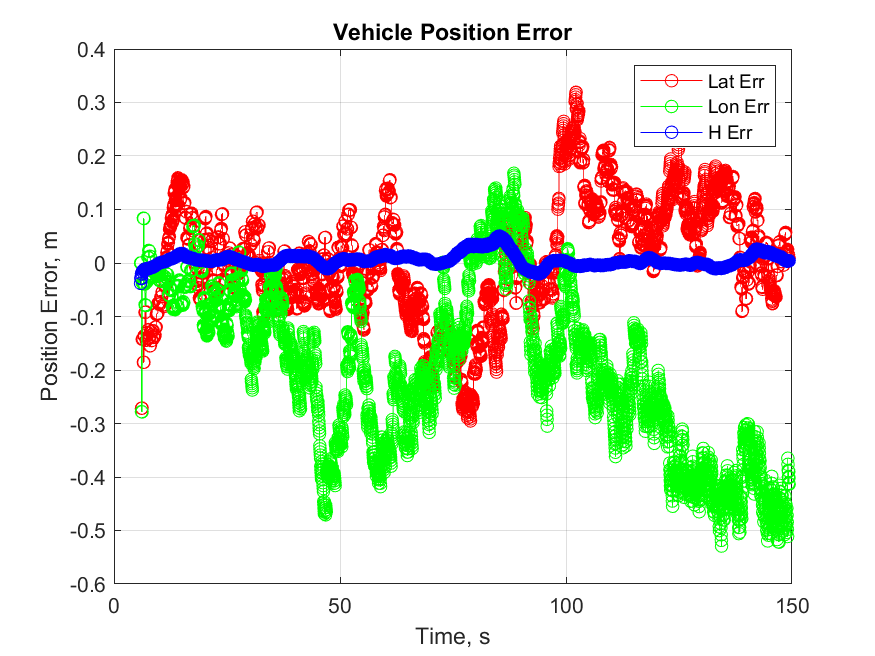 Vehicle Position Error
Position Error, m
0.4
0.3
0.2
0.1
0
-0.1
-0.2
-0.3
-0.4
-0.5
-0.6
Lat Err
Lon Err
H Err
0 50 100 150
Time, s